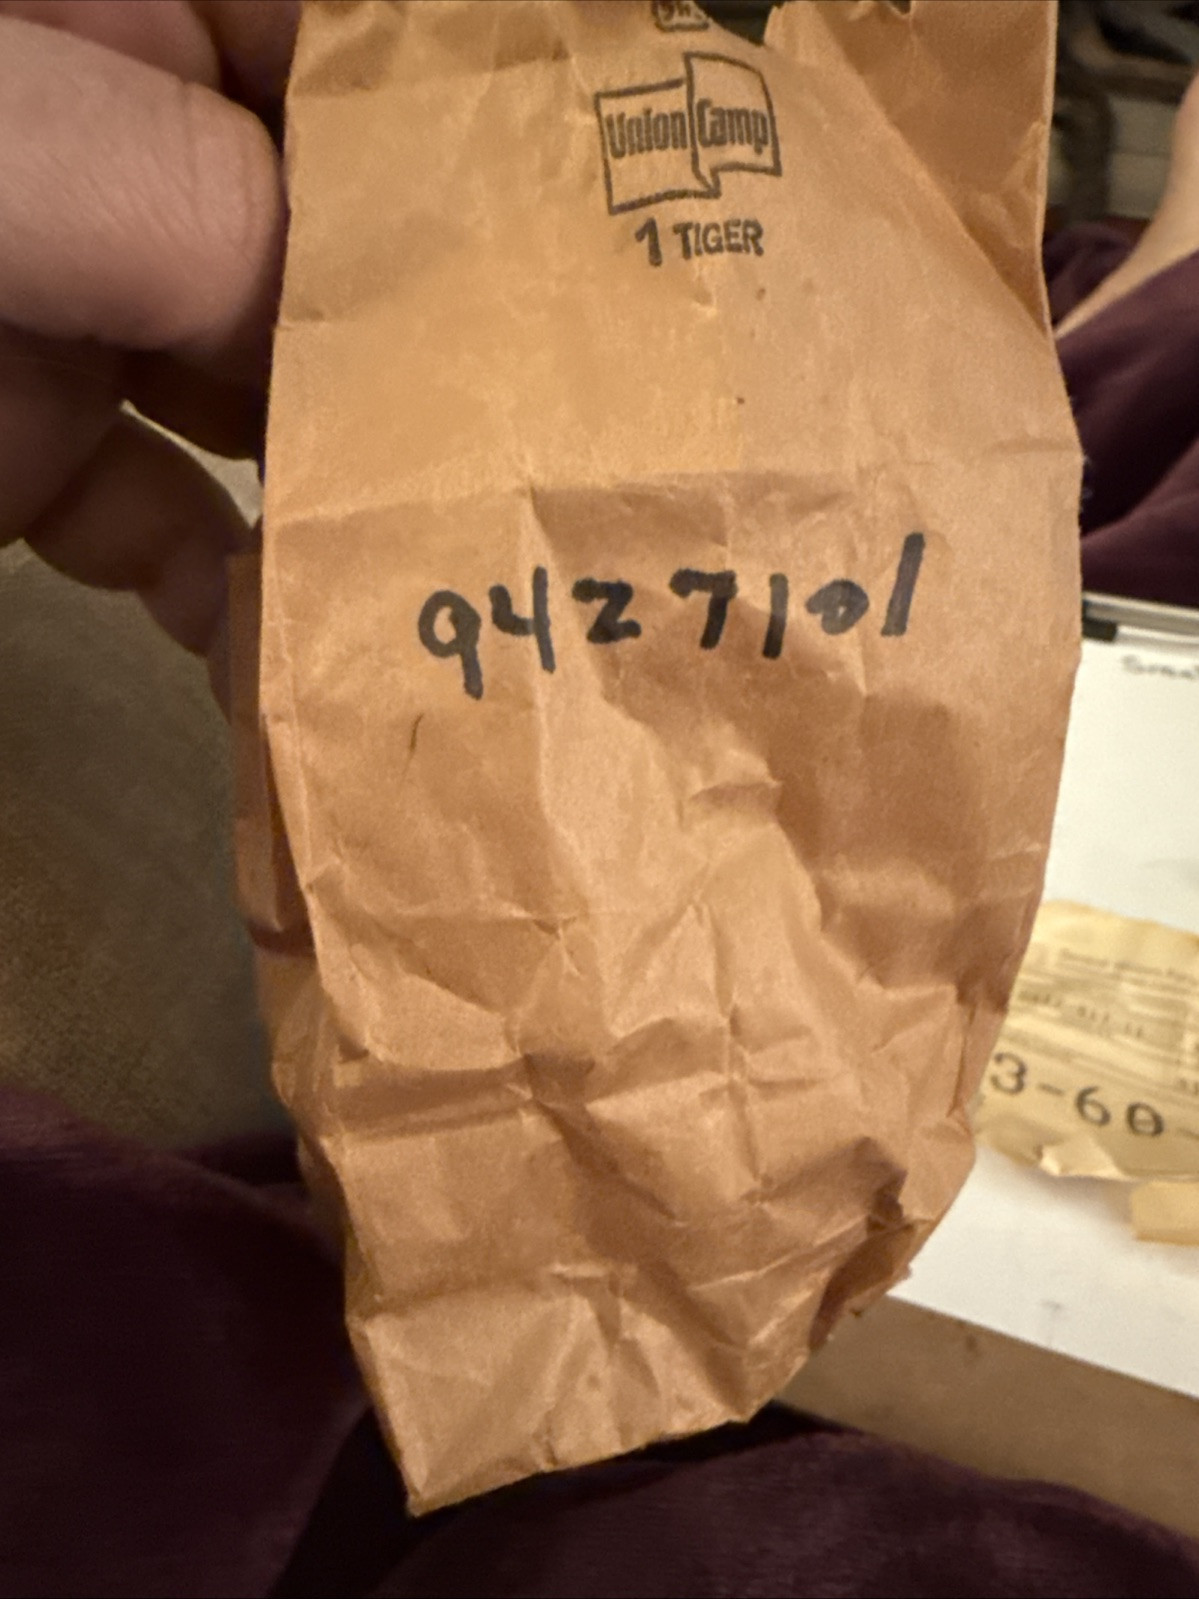 Union Camp
1 TIGER
9427101
3-60-